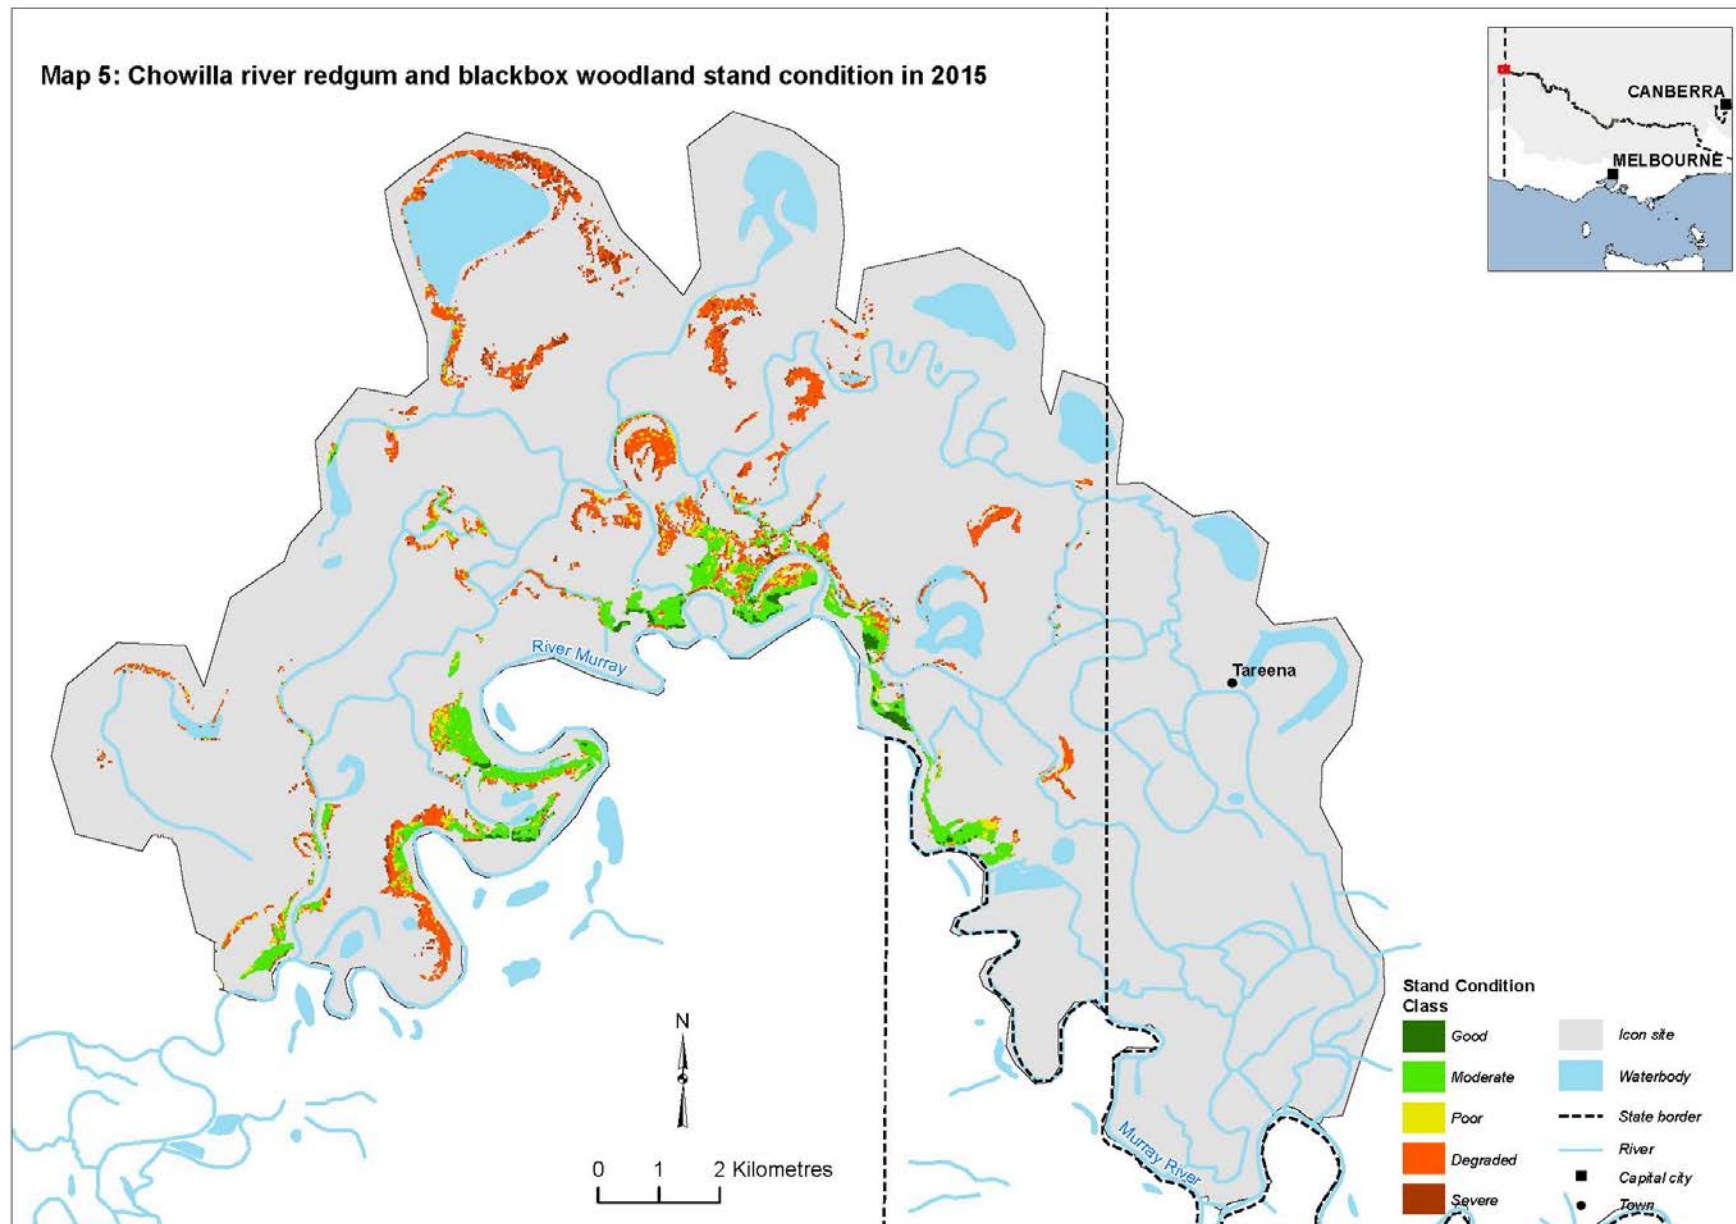 Map 5: Chowilla river redgum and blackbox woodland stand condition in 2015
CANBERRA
MELBOURNE
River Murray
Tareena
Murray River
N
0 1 2 Kilometres
Stand Condition
Class
Good
Moderate
Poor
Degraded
Severe
Icon site
Waterbody
State border
River
Capital city
Town